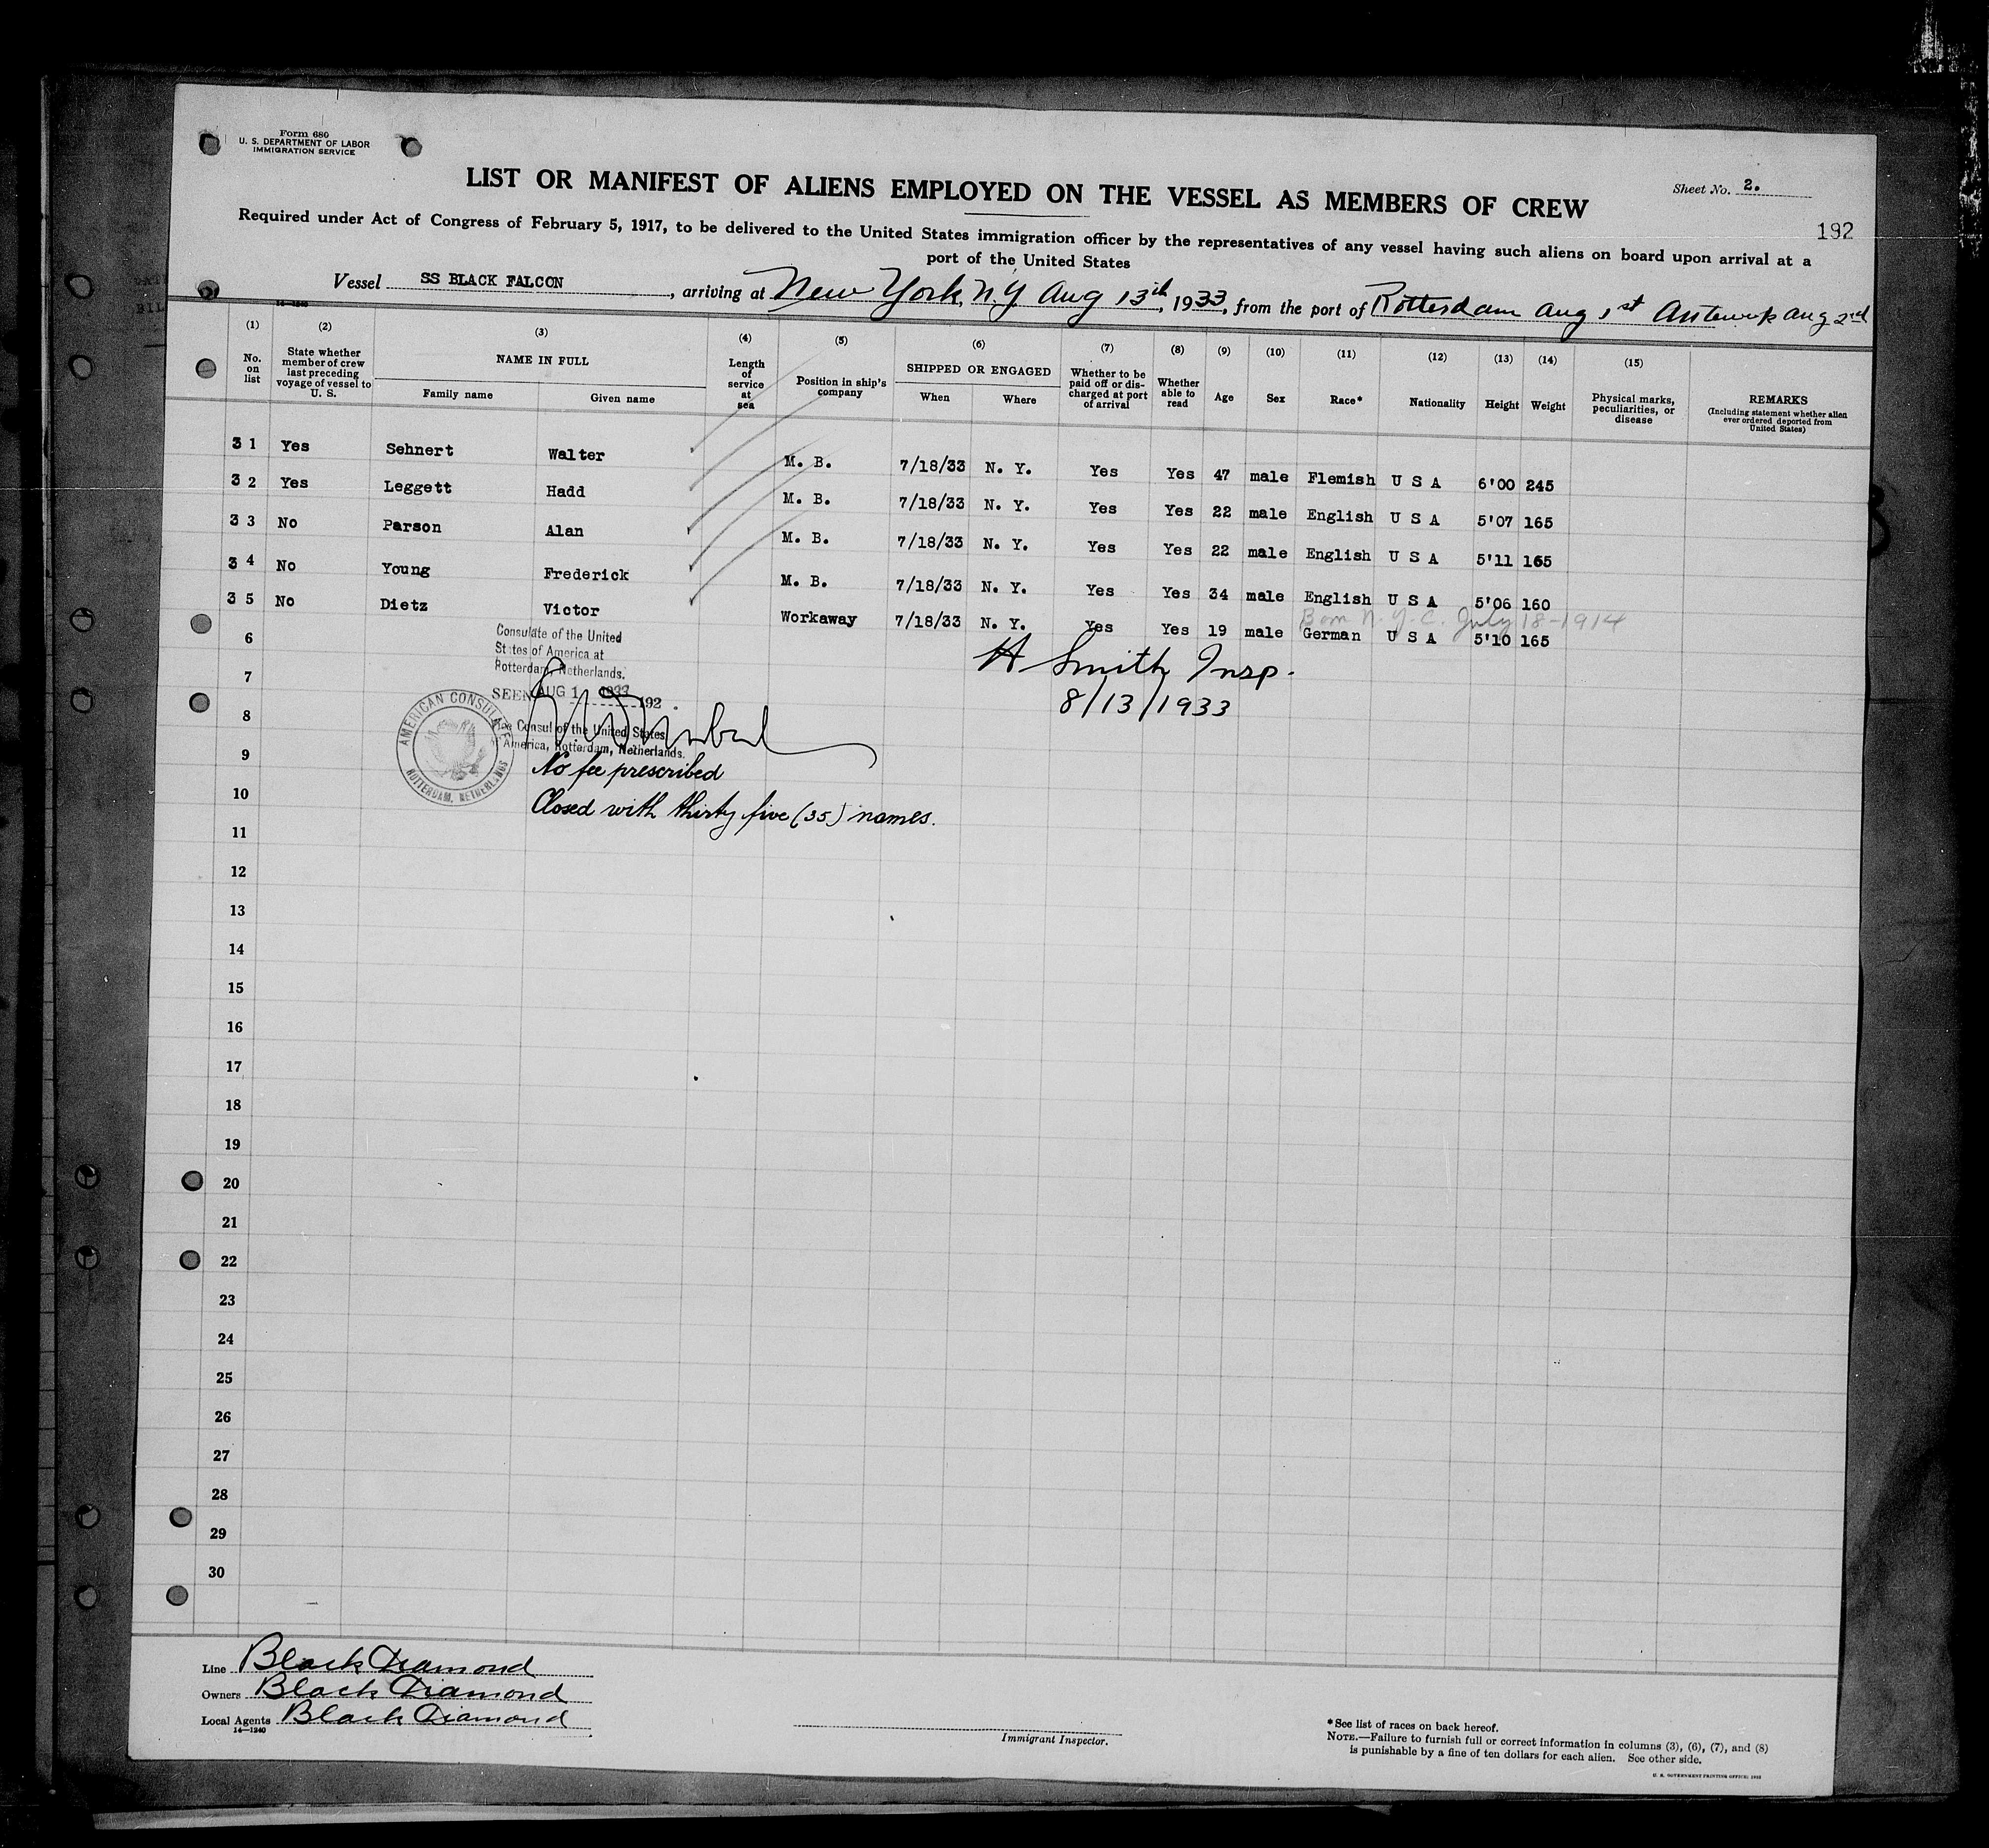 Form 680
U. S. DEPARTMENT OF LABOR
IMMIGRATION SERVICE
Sheet No. 2.
LIST OR MANIFEST OF ALIENS EMPLOYED ON THE VESSEL AS MEMBERS OF CREW
192
Required under Act of Congress of February 5, 1917, to be delivered to the United States immigration officer by the representatives of any vessel having such aliens on board upon arrival at a
port of the United States
Vessel SS BLACK FALCON, arriving at New York, N.Y. Aug 13th, 1933, from the port of Rotterdam Aug 1st Antwerp Aug 2nd
(1) (2) (3) (4) (5) (6) (7) (8) (9) (10) (11) (12) (13) (14) (15)
No. on list
State whether member of crew last preceding voyage of vessel to U. S.
NAME IN FULL
Family name
Given name
Length of service at sea
Position in ship's company
SHIPPED OR ENGAGED
When
Where
Whether to be paid off or discharged at port of arrival
Whether able to read
Age
Sex
Race*
Nationality
Height
Weight
Physical marks, peculiarities, or disease
REMARKS
(Including statement whether alien ever ordered deported from United States)
3 1 Yes Sehnert Walter M. B. 7/18/33 N. Y. Yes Yes 47 male Flemish U S A 6'00 245
3 2 Yes Leggett Hadd M. B. 7/18/33 N. Y. Yes Yes 22 male English U S A 5'07 165
3 3 No Parson Alan M. B. 7/18/33 N. Y. Yes Yes 22 male English U S A 5'11 165
3 4 No Young Frederick M. B. 7/18/33 N. Y. Yes Yes 34 male English U S A 5'06 160
Born N.Y.C. July 18-1914
3 5 No Dietz Victor Workaway 7/18/33 N. Y. Yes Yes 19 male German U S A 5'10 165
6
Consulate of the United
States of America at
Rotterdam, Netherlands.
SEEN AUG 1 1933 192
H Smith Insp.
8/13/1933
7
8
AMERICAN CONSULATE
ROTTERDAM, NETHERLANDS
Consul of the United States
America, Rotterdam, Netherlands.
9
No fee prescribed
10
Closed with thirty five (35) names.
11
12
13
14
15
16
17
18
19
20
21
22
23
24
25
26
27
28
29
30
Line Black Diamond
Owners Black Diamond
Local Agents Black Diamond
14—1240
Immigrant Inspector.
*See list of races on back hereof.
NOTE.—Failure to furnish full or correct information in columns (3), (6), (7), and (8)
is punishable by a fine of ten dollars for each alien. See other side.